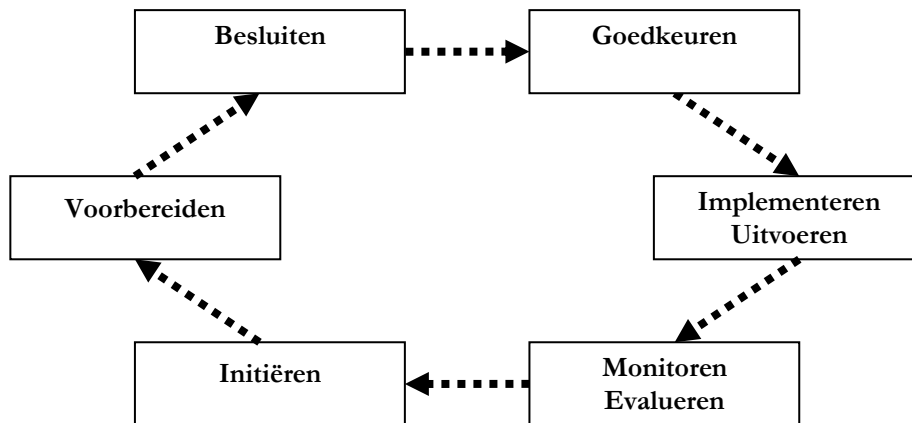 Besluiten
Goedkeuren
Voorbereiden
Implementeren
Uitvoeren
Initiëren
Monitoren
Evalueren